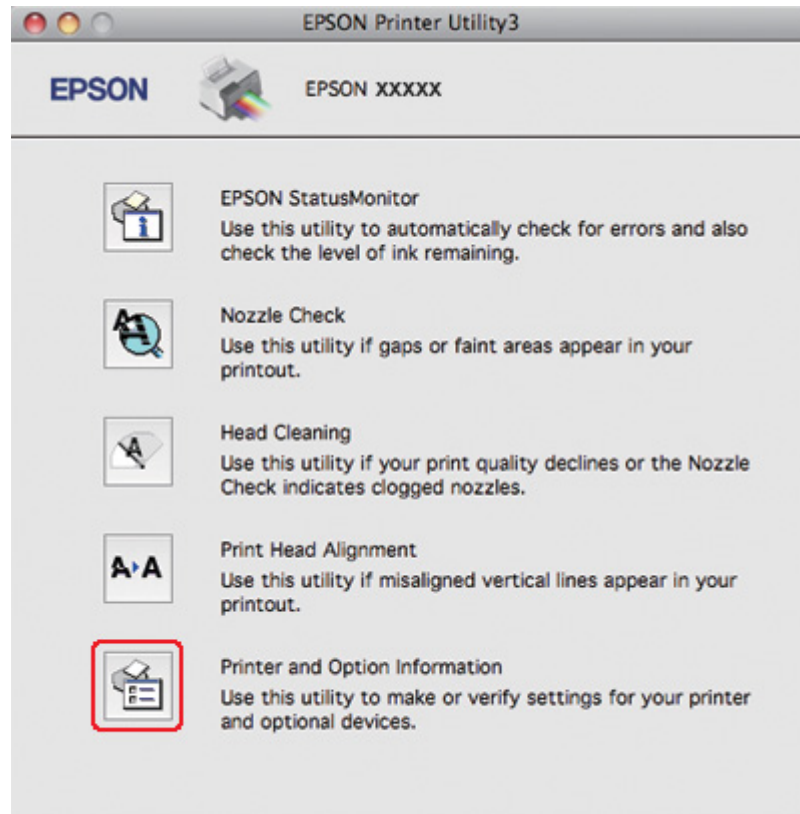 EPSON Printer Utility3
EPSON
EPSON XXXXX
EPSON StatusMonitor
Use this utility to automatically check for errors and also
check the level of ink remaining.
Nozzle Check
Use this utility if gaps or faint areas appear in your
printout.
Head Cleaning
Use this utility if your print quality declines or the Nozzle
Check indicates clogged nozzles.
A
Print Head Alignment
Use this utility if misaligned vertical lines appear in your
printout.
A A
Printer and Option Information
Use this utility to make or verify settings for your printer
and optional devices.